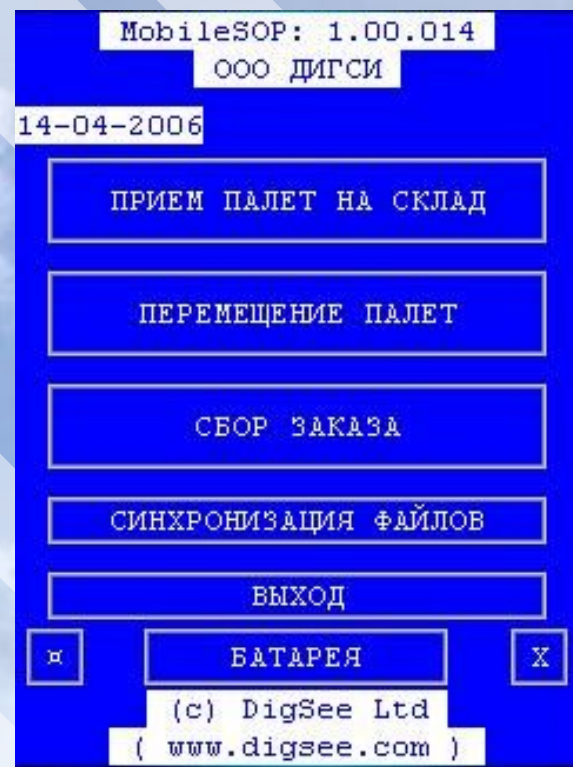 MobileSOP: 1.00.014
ООО ДИГСИ
14-04-2006
ПРИЕМ ПАЛЕТ НА СКЛАД
ПЕРЕМЕЩЕНИЕ ПАЛЕТ
СБОР ЗАКАЗА
СИНХРОНИЗАЦИЯ ФАЙЛОВ
ВЫХОД
¤ БАТАРЕЯ X
(c) DigSee Ltd
( www.digsee.com )